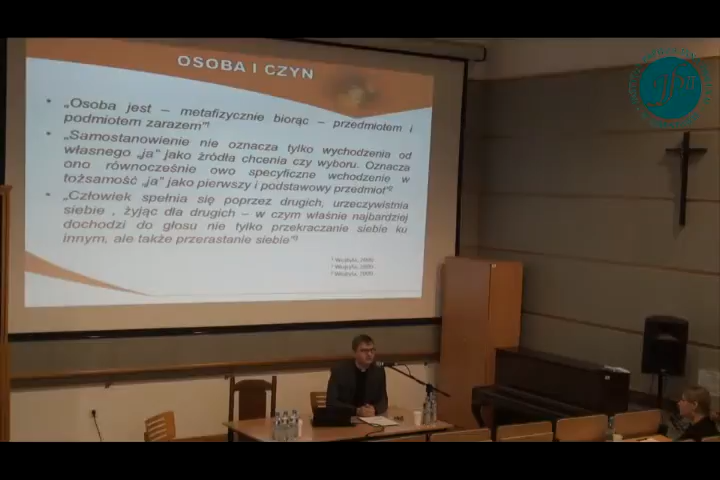 OSOBA I CZYN
• „Osoba jest – metafizycznie biorąc – przedmiotem i
podmiotem zarazem”¹
• „Samostanowienie nie oznacza tylko wychodzenia od
własnego „ja” jako źródła chcenia czy wyboru. Oznacza
ono równocześnie owo specyficzne wchodzenie w
tożsamość „ja” jako pierwszy i podstawowy przedmiot”²
• „Człowiek spełnia się poprzez drugich, urzeczywistnia
siebie , żyjąc dla drugich – w czym właśnie najbardziej
dochodzi do głosu nie tylko przekraczanie siebie ku
innym, ale także przerastanie siebie”³